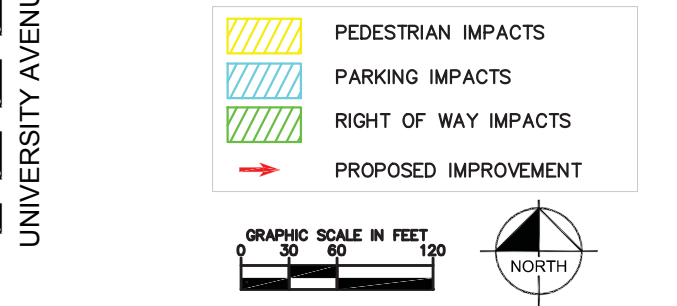 UNIVERSITY AVENU
PEDESTRIAN IMPACTS
PARKING IMPACTS
RIGHT OF WAY IMPACTS
PROPOSED IMPROVEMENT
GRAPHIC SCALE IN FEET
0 30 60 120
NORTH